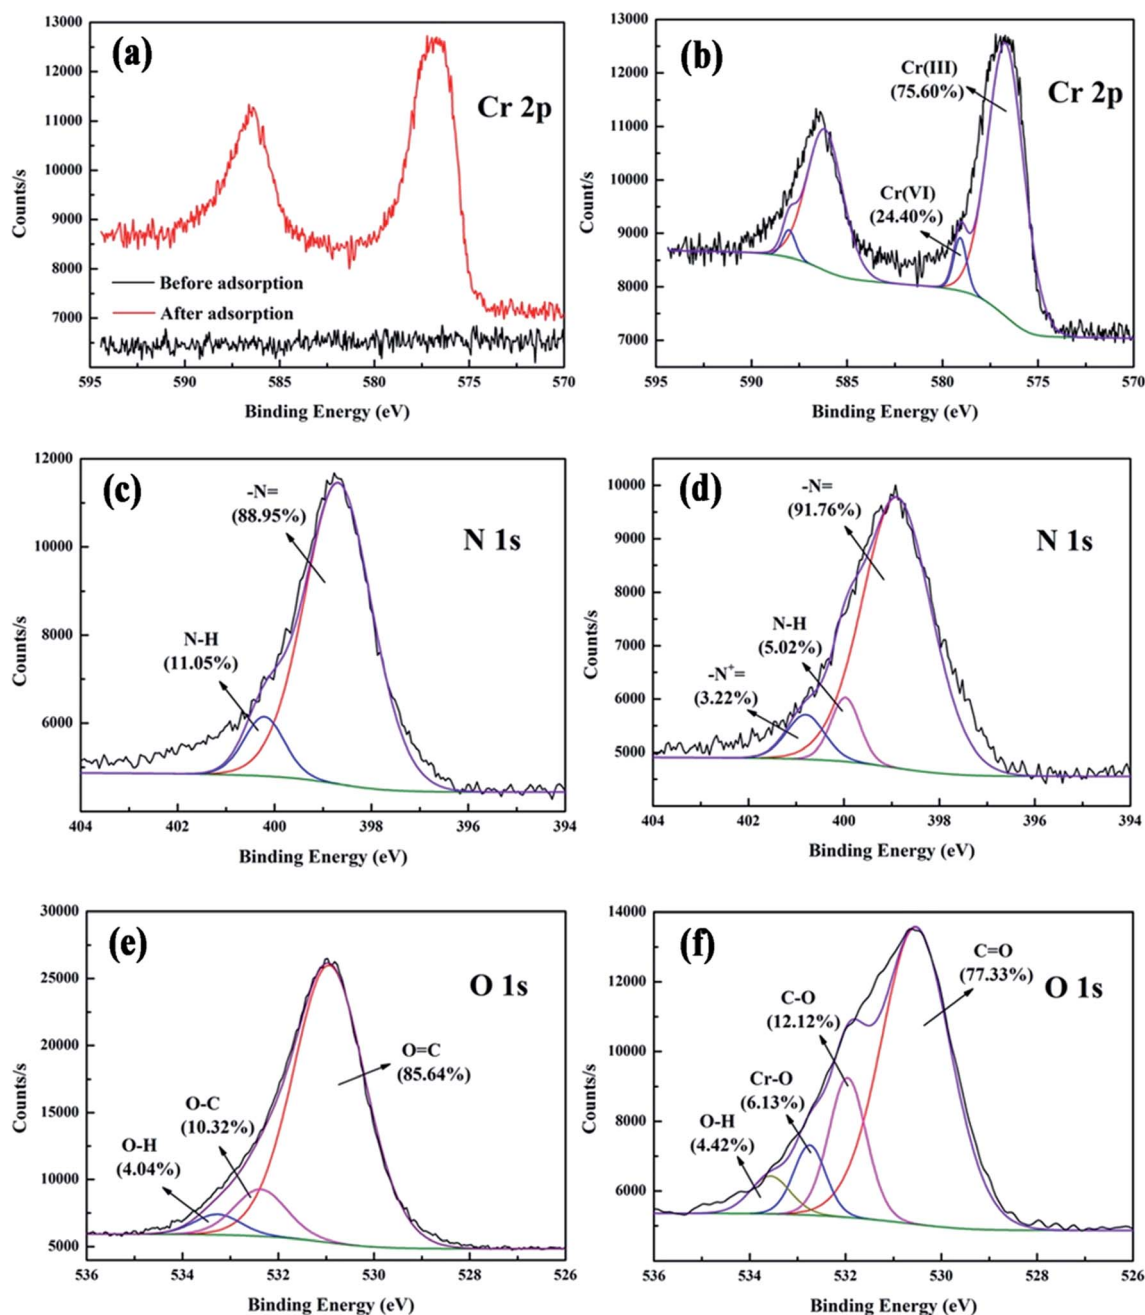 (a)
Cr 2p
13000
12000
11000
10000
9000
8000
7000
Counts/s
Before adsorption
After adsorption
595 590 585 580 575 570
Binding Energy (eV)
(b)
Cr 2p
13000
12000
11000
10000
9000
8000
7000
Counts/s
Cr(III)
(75.60%)
Cr(VI)
(24.40%)
595 590 585 580 575 570
Binding Energy (eV)
(c)
N 1s
12000
10000
8000
6000
Counts/s
-N=
(88.95%)
N-H
(11.05%)
404 402 400 398 396 394
Binding Energy (eV)
(d)
N 1s
10000
9000
8000
7000
6000
5000
Counts/s
-N=
(91.76%)
N-H
(5.02%)
-N⁺=
(3.22%)
404 402 400 398 396 394
Binding Energy (eV)
(e)
O 1s
30000
25000
20000
15000
10000
5000
Counts/s
O=C
(85.64%)
O-C
(10.32%)
O-H
(4.04%)
536 534 532 530 528 526
Binding Energy (eV)
(f)
O 1s
14000
12000
10000
8000
6000
Counts/s
C=O
(77.33%)
C-O
(12.12%)
Cr-O
(6.13%)
O-H
(4.42%)
536 534 532 530 528 526
Binding Energy (eV)